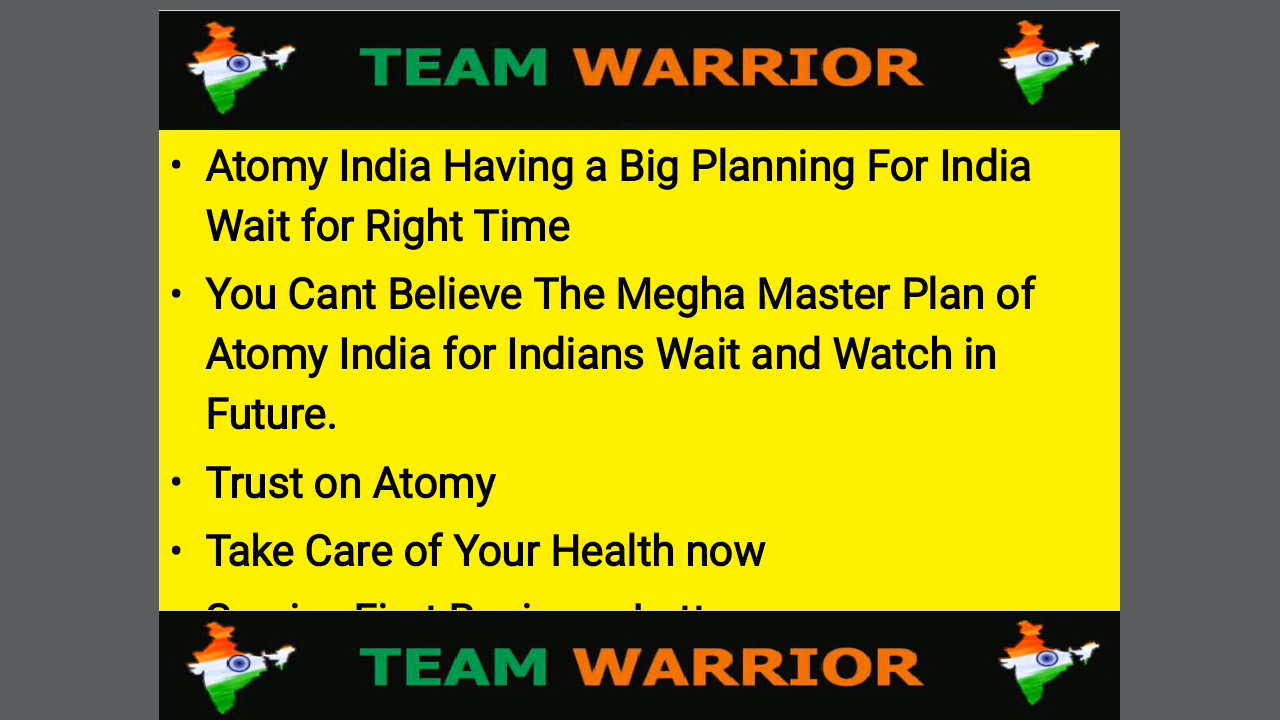 TEAM WARRIOR
• Atomy India Having a Big Planning For India
Wait for Right Time
• You Cant Believe The Megha Master Plan of
Atomy India for Indians Wait and Watch in
Future.
• Trust on Atomy
• Take Care of Your Health now
First
TEAM WARRIOR